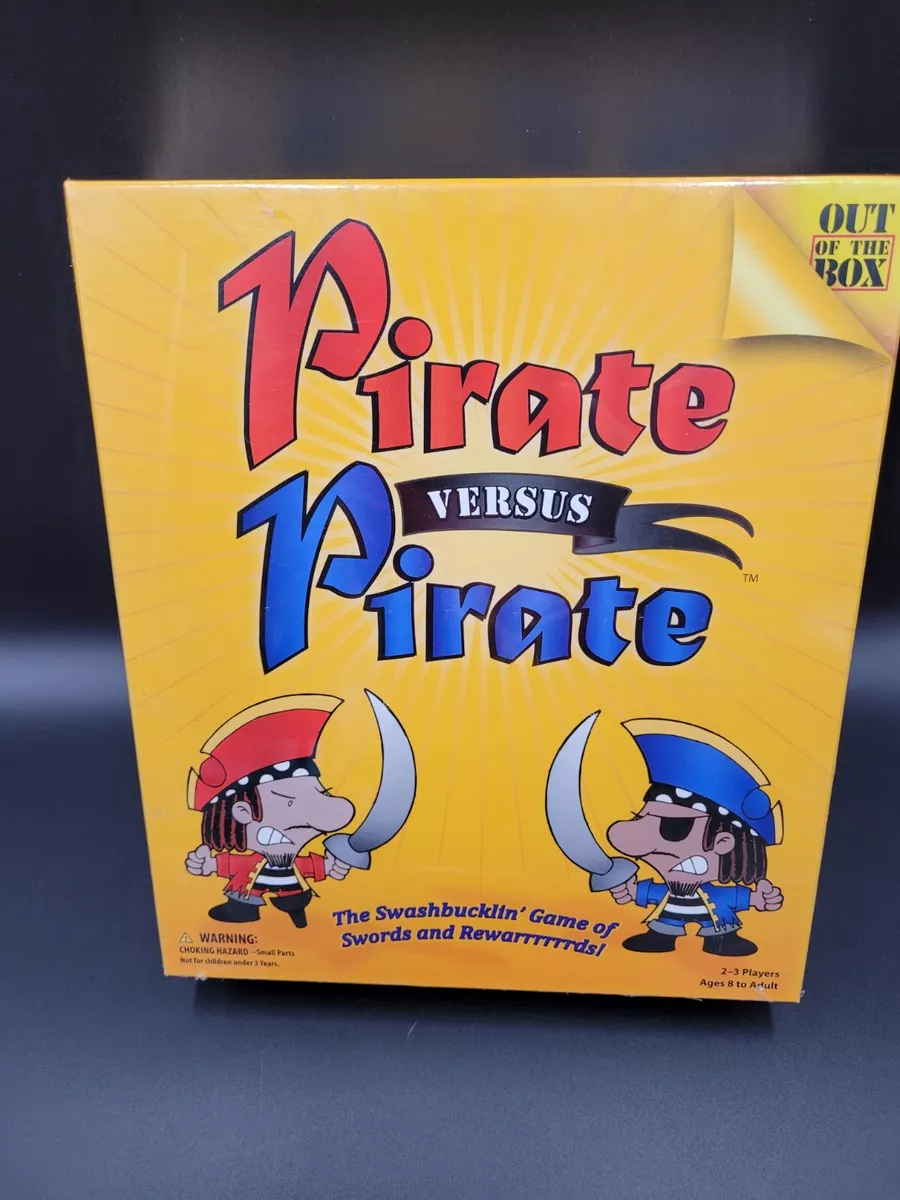 OUT
OF THE
BOX
Pirate
VERSUS
Pirate
TM
The Swashbucklin' Game of
Swords and Rewarrrrrrds!
WARNING:
CHOKING HAZARD –Small Parts
Not for children under 3 Years.
2–3 Players
Ages 8 to Adult